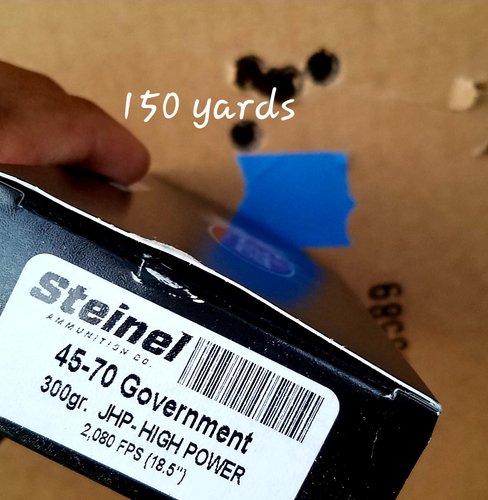 150 yards
Steinel
AMMUNITION CO.
45-70 Government
300gr. JHP-HIGH POWER
2,080 FPS (18.5")